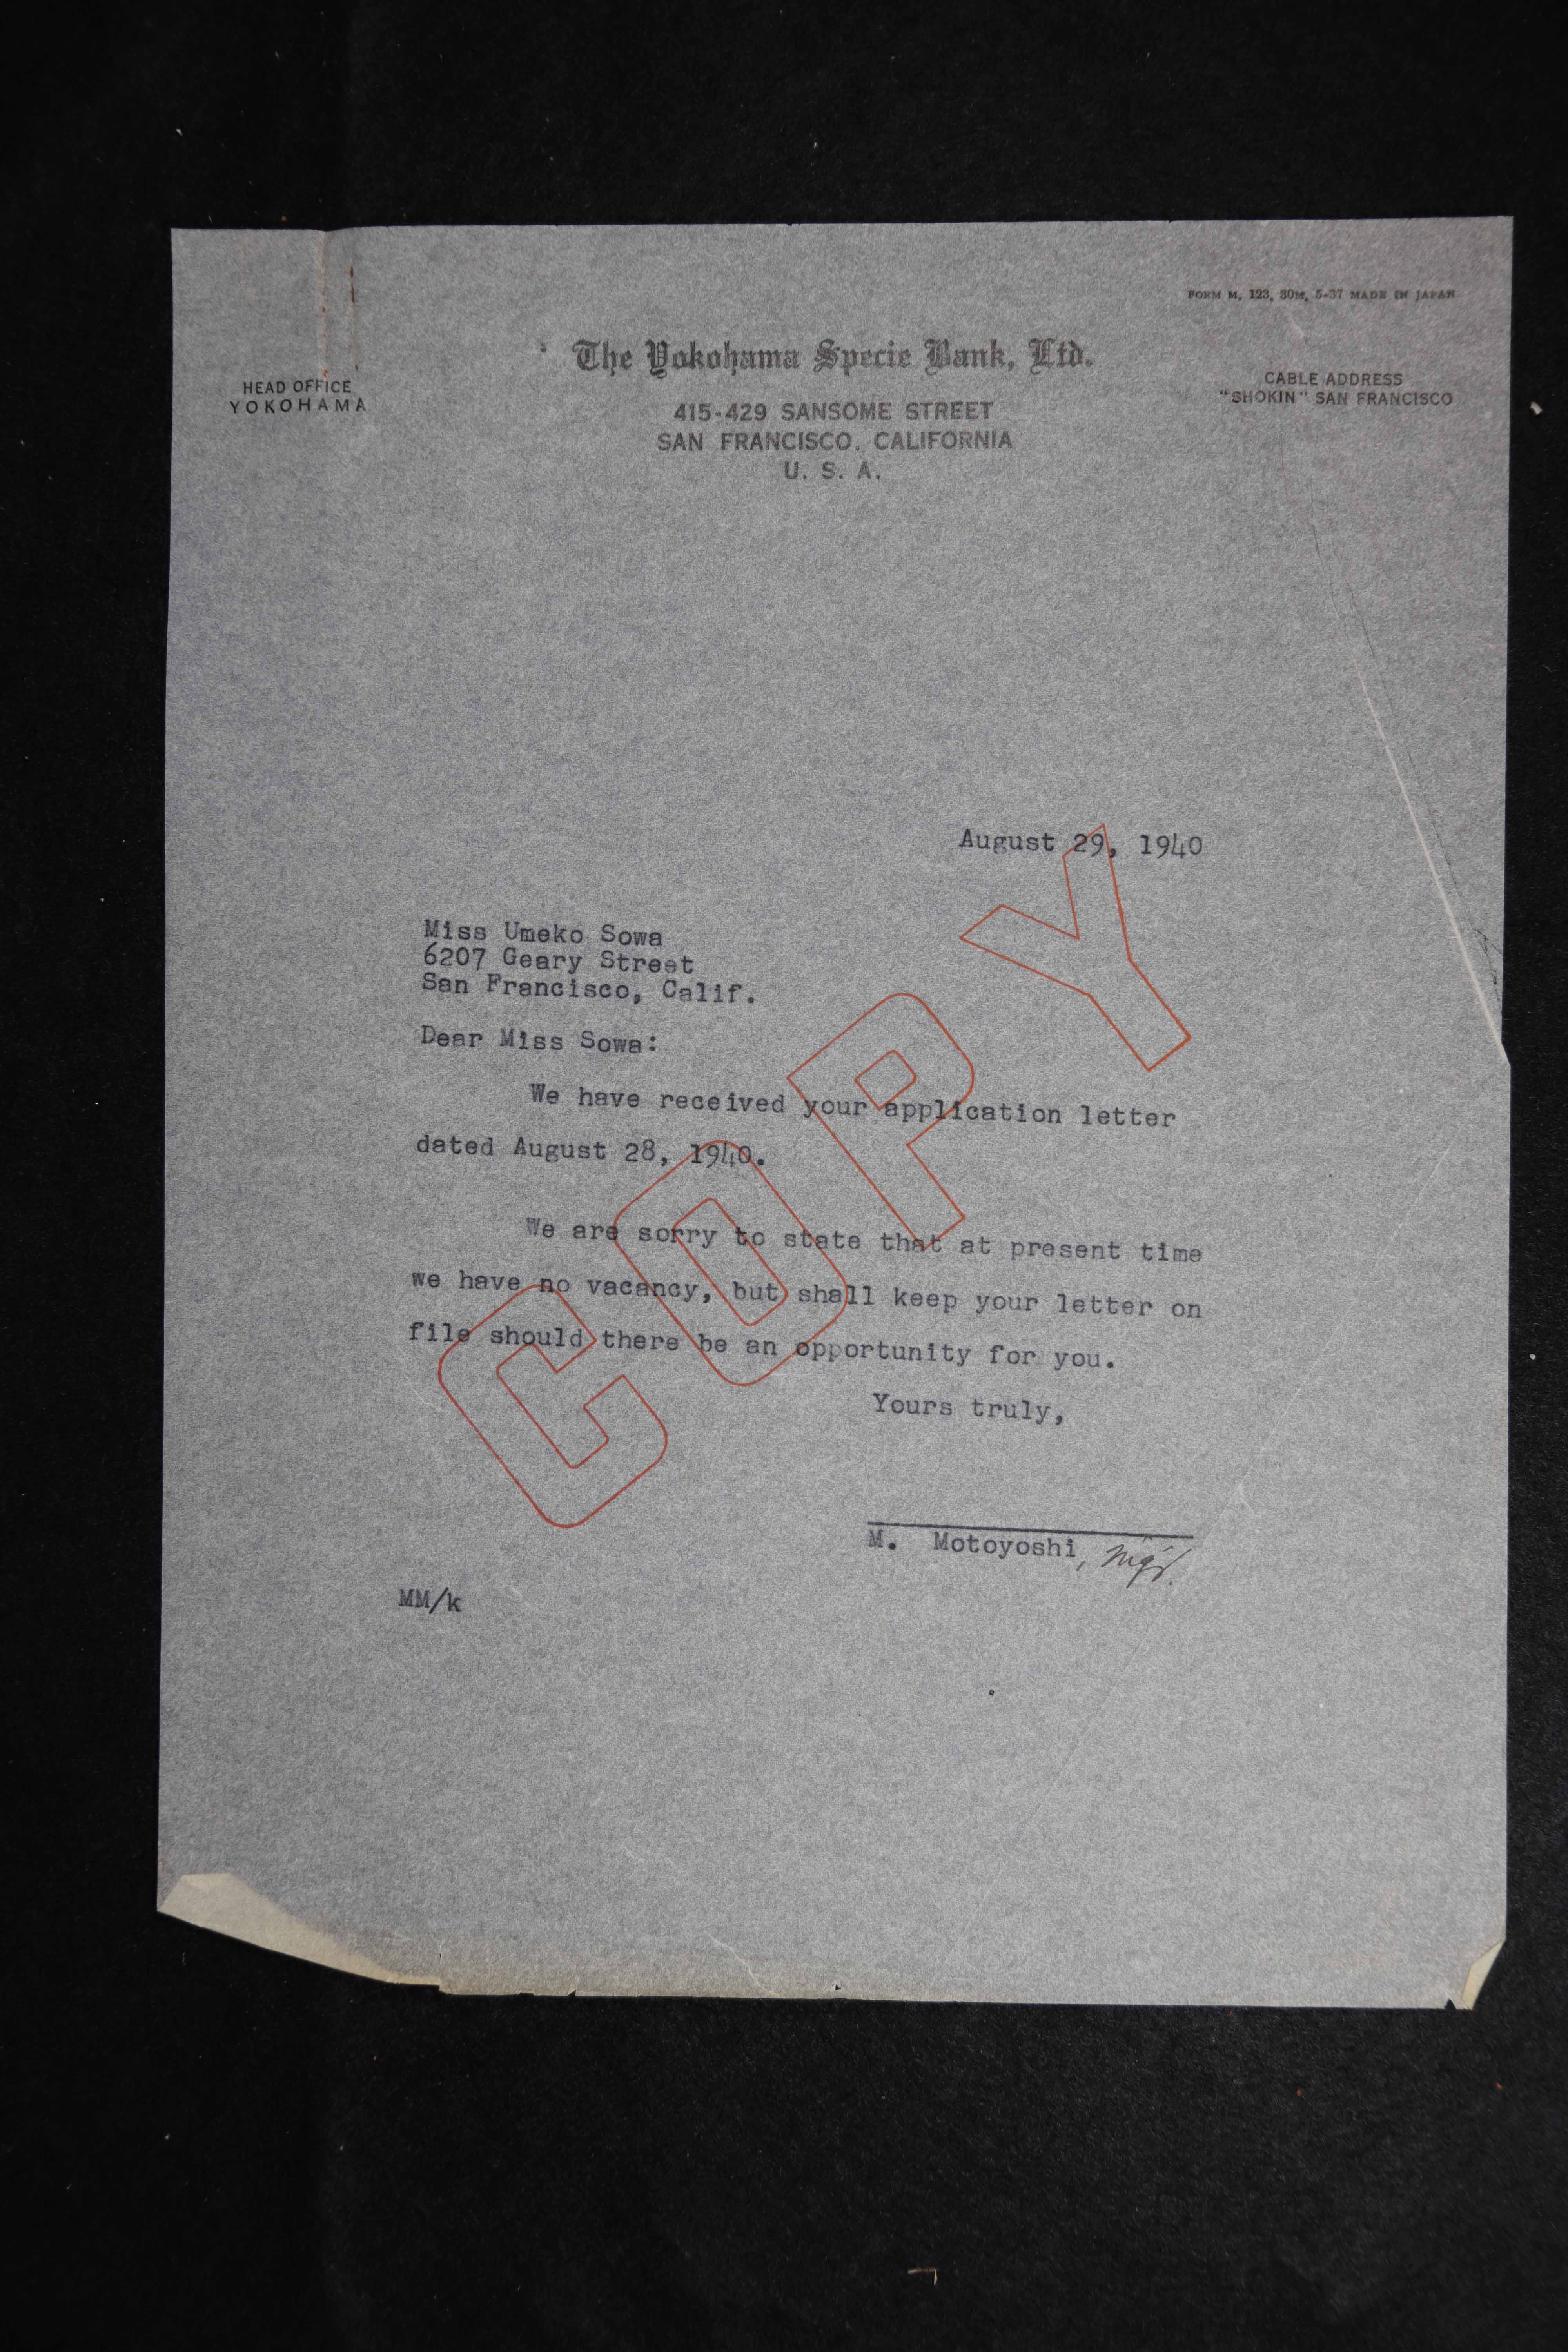 FORM M. 123, 30M, 5-37 MADE IN JAPAN
The Yokohama Specie Bank, Ltd.
HEAD OFFICE
YOKOHAMA
415-429 SANSOME STREET
SAN FRANCISCO, CALIFORNIA
U. S. A.
CABLE ADDRESS
"SHOKIN" SAN FRANCISCO
August 29, 1940
Miss Umeko Sowa
6207 Geary Street
San Francisco, Calif.
Dear Miss Sowa:
We have received your application letter
dated August 28, 1940.
We are sorry to state that at present time
we have no vacancy, but shall keep your letter on
file should there be an opportunity for you.
Yours truly,
M. Motoyoshi, Mgr.
MM/k
COPY